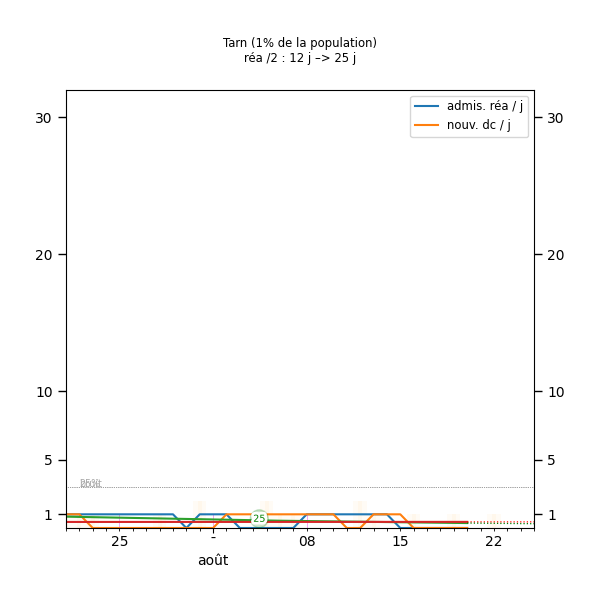 Tarn (1% de la population)
réa /2 : 12 j –> 25 j
admis. réa / j
nouv. dc / j
30 30
20 20
10 10
5 5
1 1
25
25 - 08 15 22
août